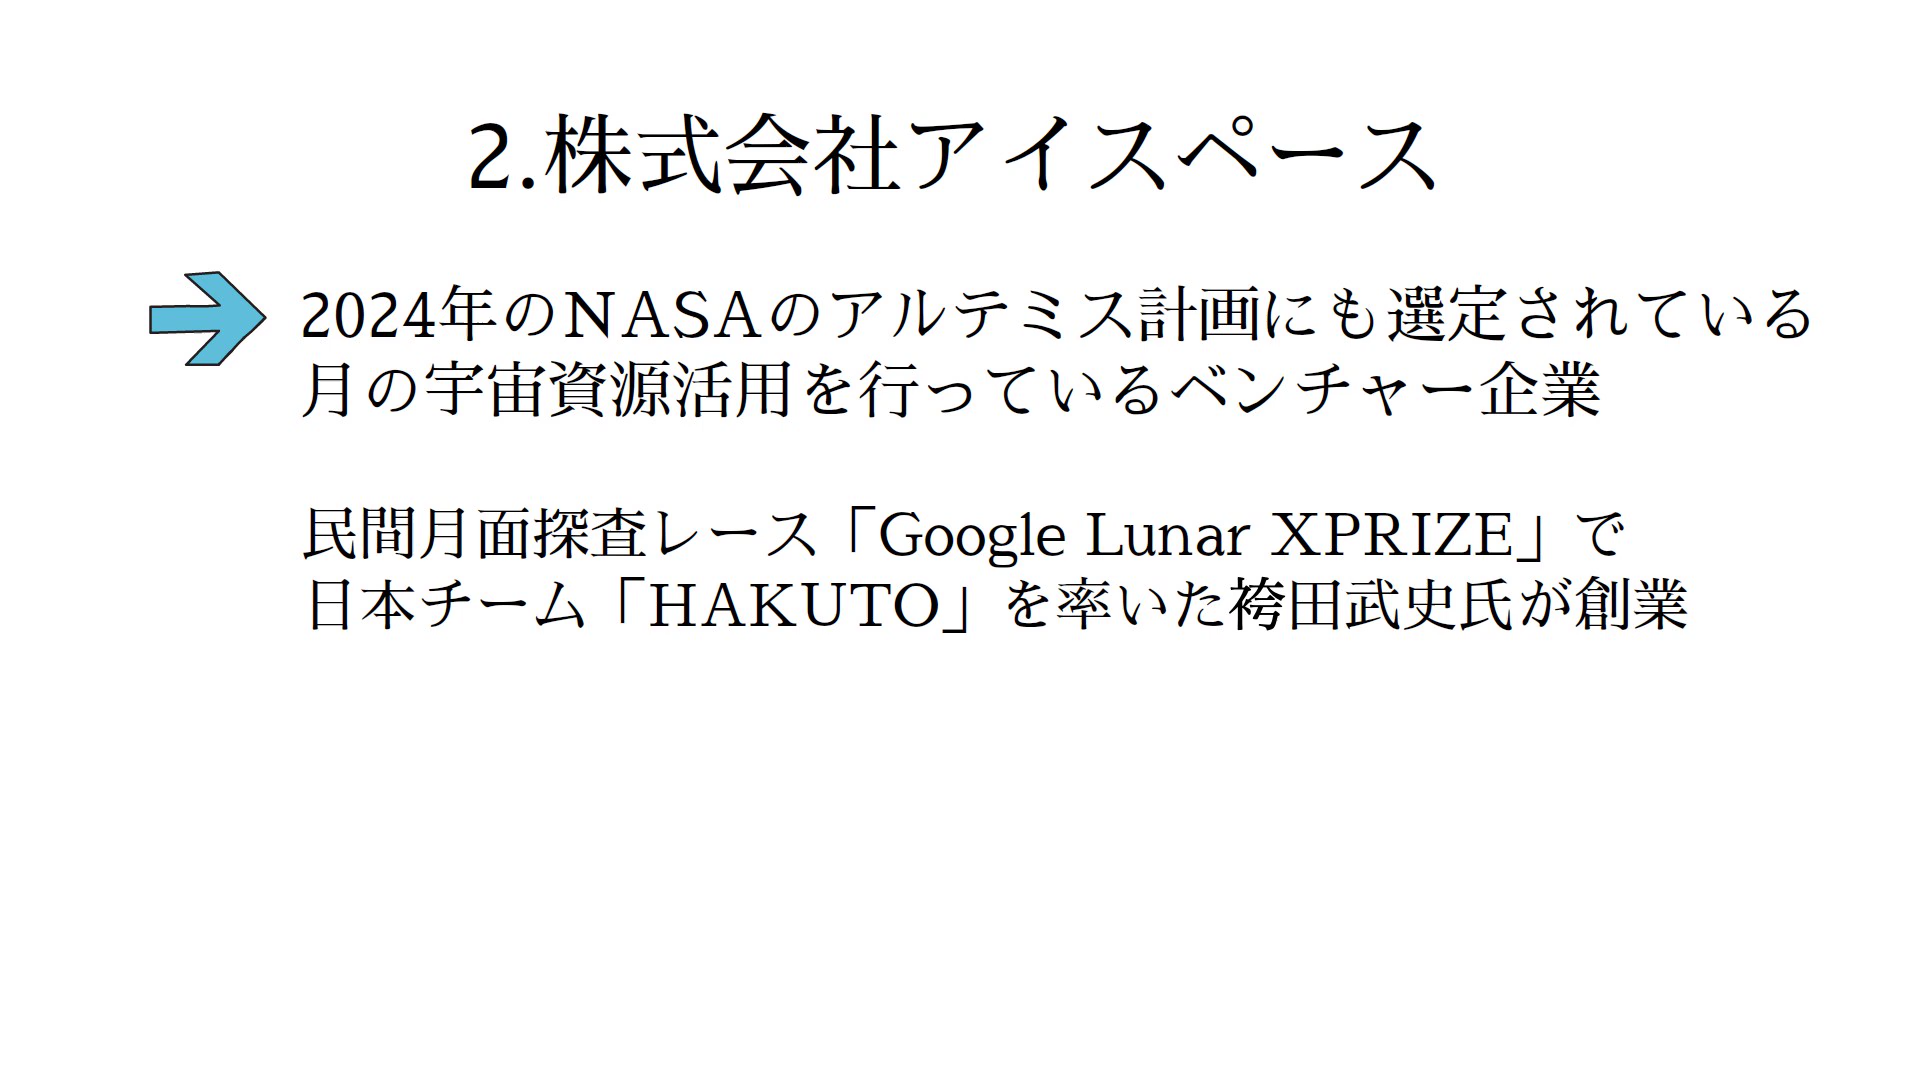 2.株式会社アイスペース
2024年のNASAのアルテミス計画にも選定されている
月の宇宙資源活用を行っているベンチャー企業
民間月面探査レース「Google Lunar XPRIZE」で
日本チーム「HAKUTO」を率いた袴田武史氏が創業